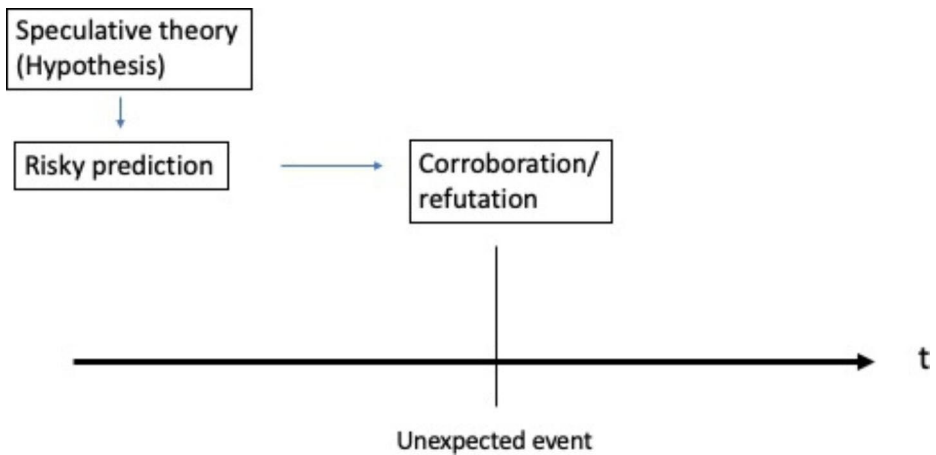 Speculative theory
(Hypothesis)
Risky prediction
Corroboration/
refutation
t
Unexpected event